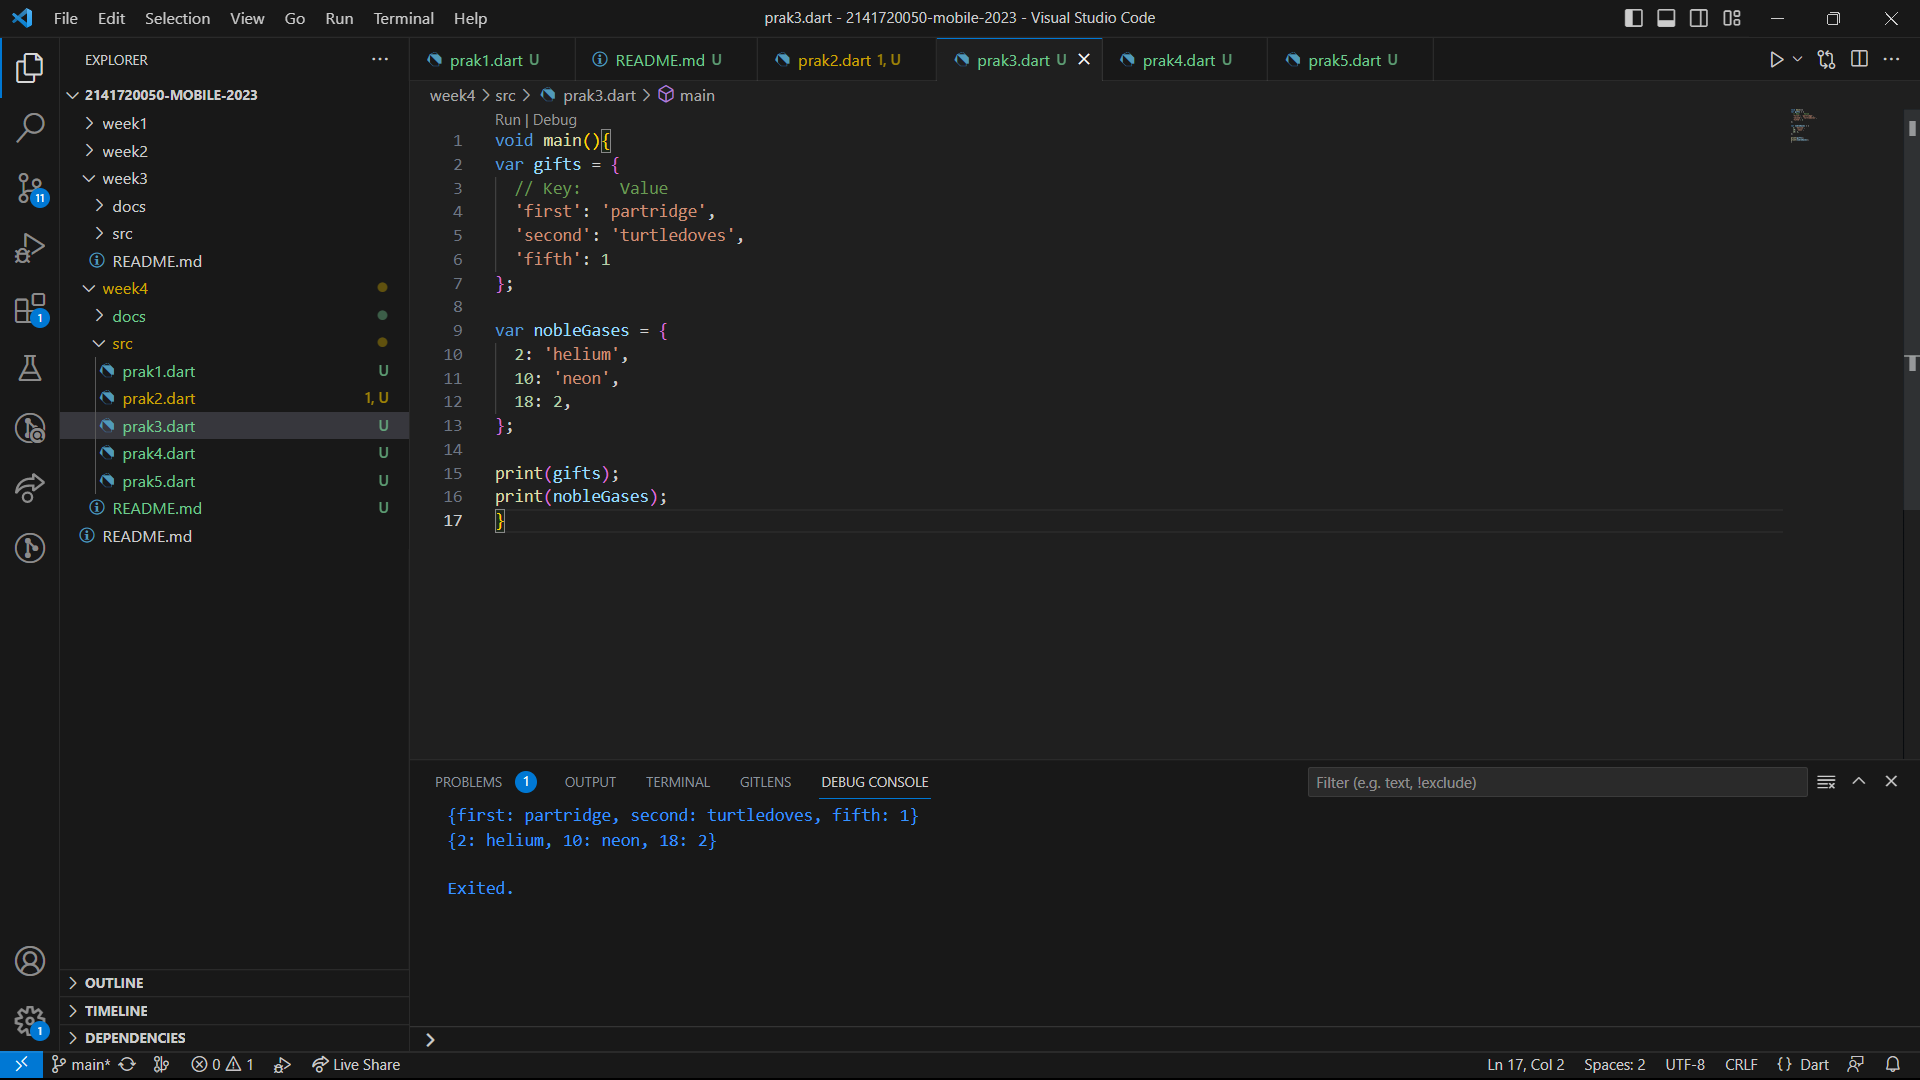 File Edit Selection View Go Run Terminal Help
prak3.dart - 2141720050-mobile-2023 - Visual Studio Code
EXPLORER
2141720050-MOBILE-2023
week1
week2
week3
docs
src
README.md
week4
docs
src
prak1.dart U
prak2.dart 1, U
prak3.dart U
prak4.dart U
prak5.dart U
README.md U
README.md
OUTLINE
TIMELINE
DEPENDENCIES
11
1
1
prak1.dart U README.md U prak2.dart 1, U prak3.dart U prak4.dart U prak5.dart U
week4 > src > prak3.dart > main
Run | Debug
1 void main(){
2 var gifts = {
3 // Key:    Value
4 'first': 'partridge',
5 'second': 'turtledoves',
6 'fifth': 1
7 };
8
9 var nobleGases = {
10 2: 'helium',
11 10: 'neon',
12 18: 2,
13 };
14
15 print(gifts);
16 print(nobleGases);
17 }
PROBLEMS 1 OUTPUT TERMINAL GITLENS DEBUG CONSOLE
Filter (e.g. text, !exclude)
{first: partridge, second: turtledoves, fifth: 1}
{2: helium, 10: neon, 18: 2}
Exited.
main* 0 1 Live Share
Ln 17, Col 2 Spaces: 2 UTF-8 CRLF {} Dart